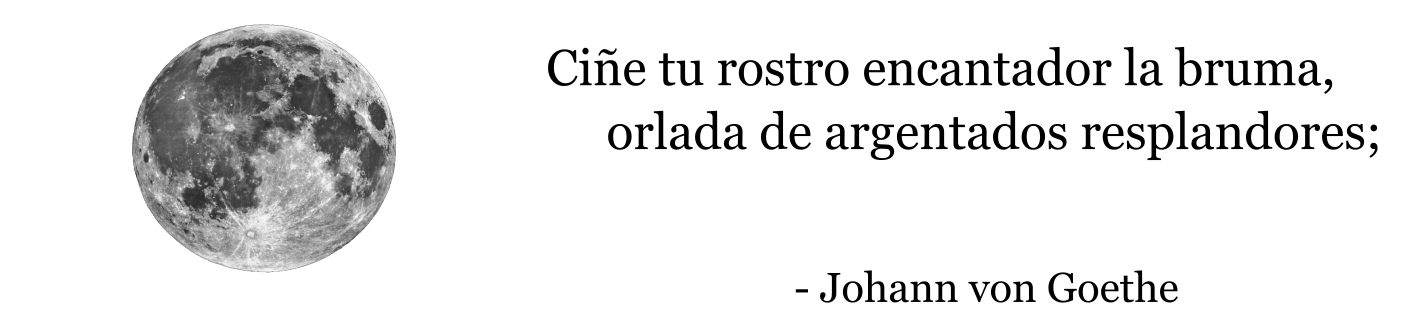 Ciñe tu rostro encantador la bruma,
orlada de argentados resplandores;
- Johann von Goethe